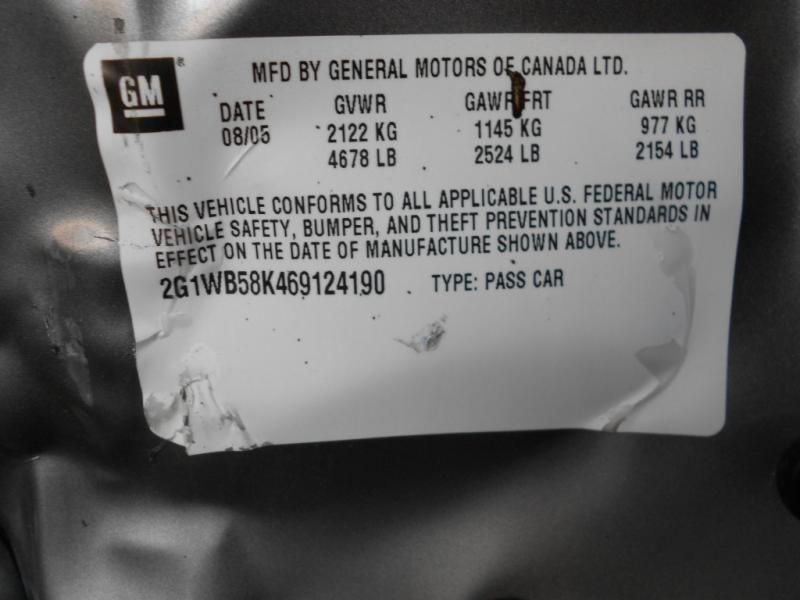 GM ®
MFD BY GENERAL MOTORS OF CANADA LTD.
DATE GVWR GAWR FRT GAWR RR
08/05 2122 KG 1145 KG 977 KG
4678 LB 2524 LB 2154 LB
THIS VEHICLE CONFORMS TO ALL APPLICABLE U.S. FEDERAL MOTOR
VEHICLE SAFETY, BUMPER, AND THEFT PREVENTION STANDARDS IN
EFFECT ON THE DATE OF MANUFACTURE SHOWN ABOVE.
2G1WB58K469124190 TYPE: PASS CAR